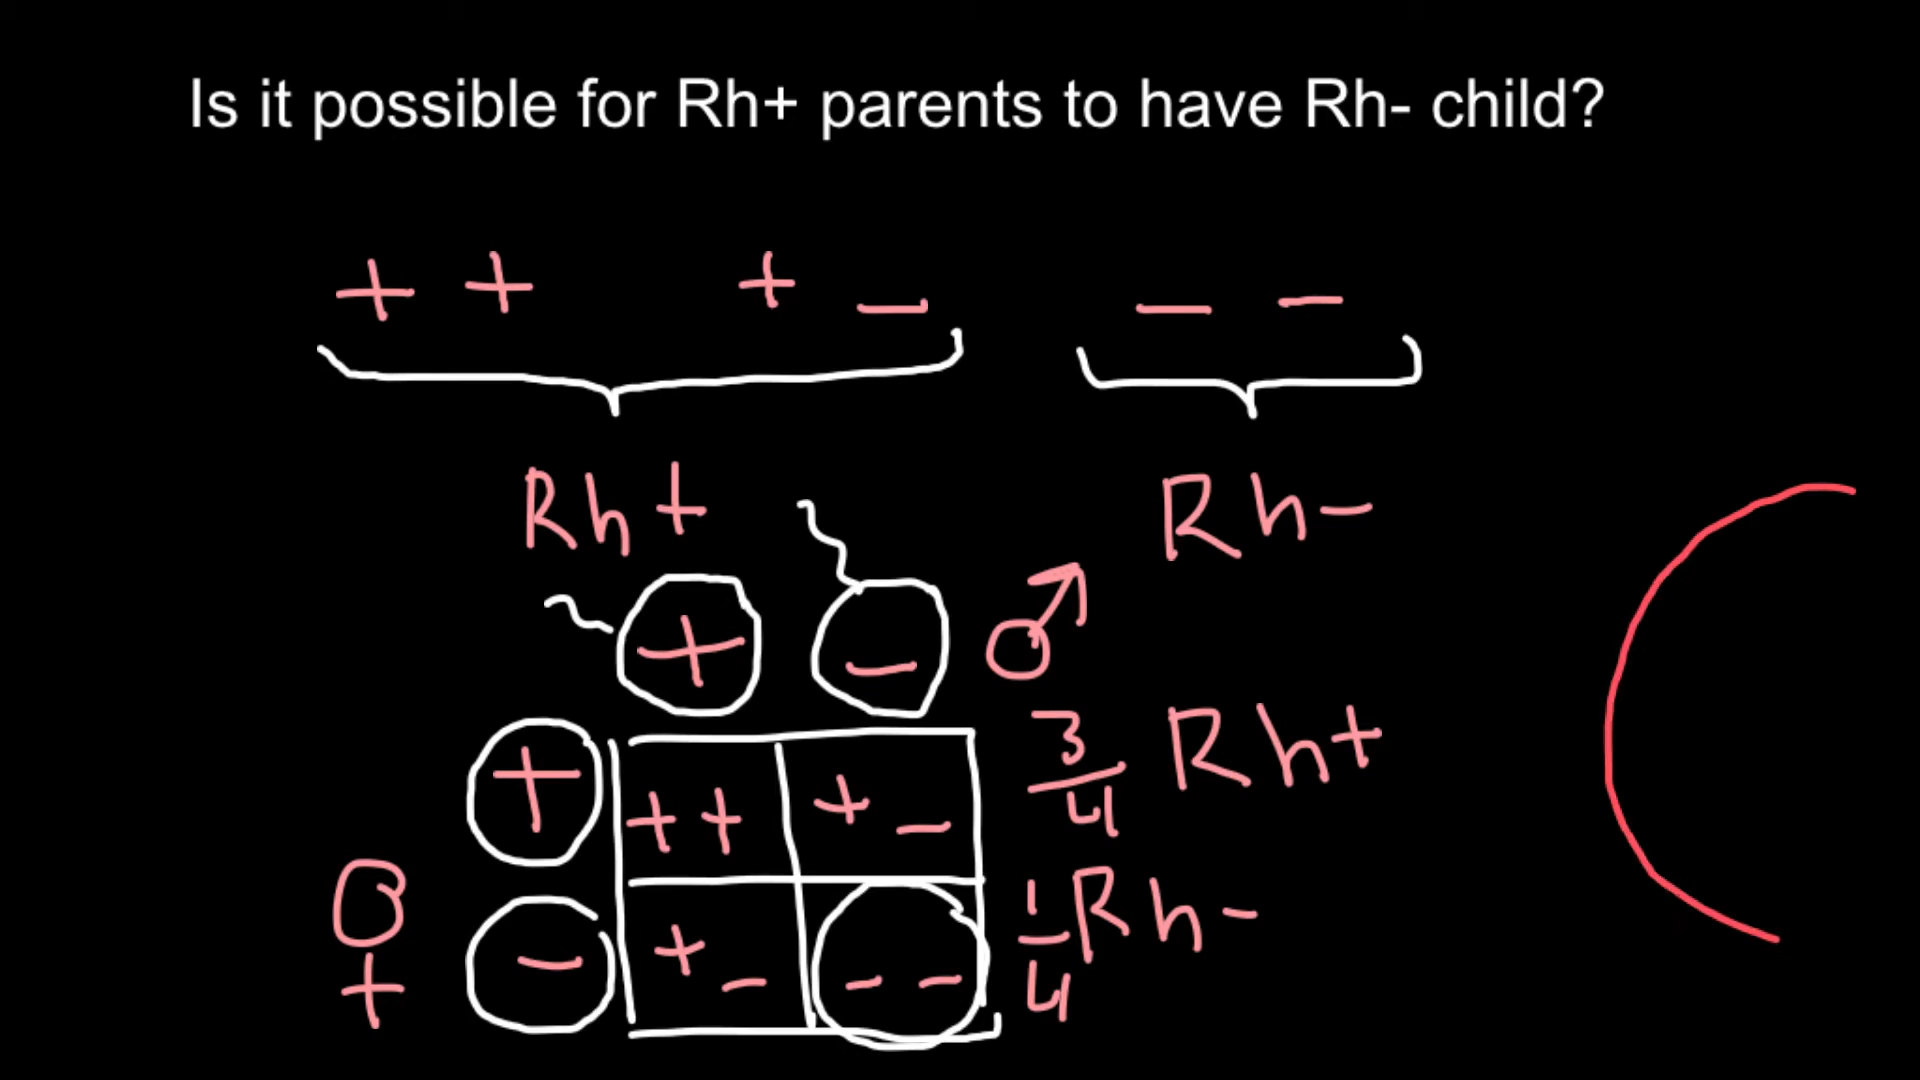 Is it possible for Rh+ parents to have Rh- child?
+ + + - - -
Rh+ Rh-
+ - ♂
+ ++ +- 3/4 Rh+
♀ - +- -- 1/4 Rh-